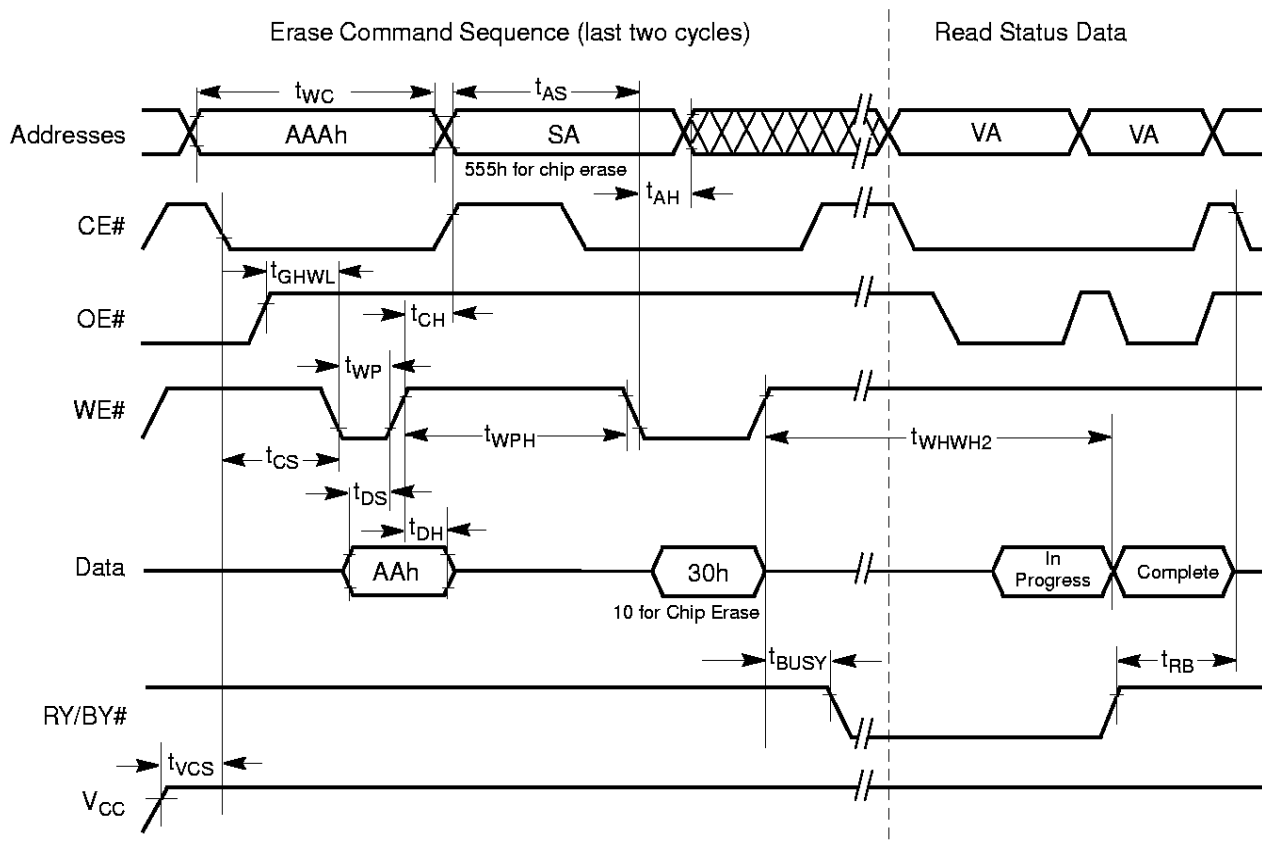 Erase Command Sequence (last two cycles)
Read Status Data
tWC
tAS
Addresses
AAAh
SA
VA
VA
555h for chip erase
tAH
CE#
tGHWL
OE#
tCH
tWP
WE#
tWPH
tWHWH2
tCS
tDS
tDH
Data
AAh
30h
In
Progress
Complete
10 for Chip Erase
tBUSY
tRB
RY/BY#
tVCS
VCC